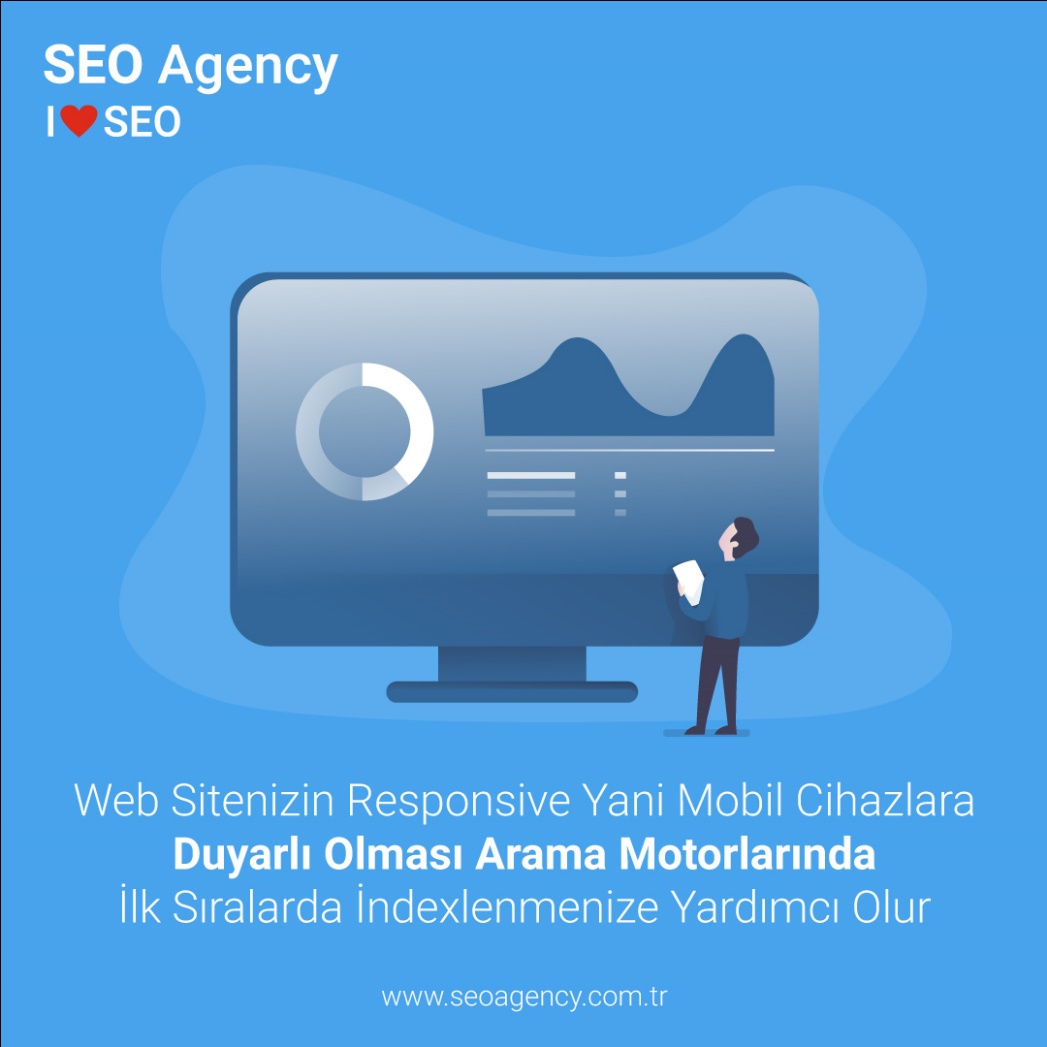 SEO Agency
I❤SEO
Web Sitenizin Responsive Yani Mobil Cihazlara
Duyarlı Olması Arama Motorlarında
İlk Sıralarda İndexlenmenize Yardımcı Olur
www.seoagency.com.tr